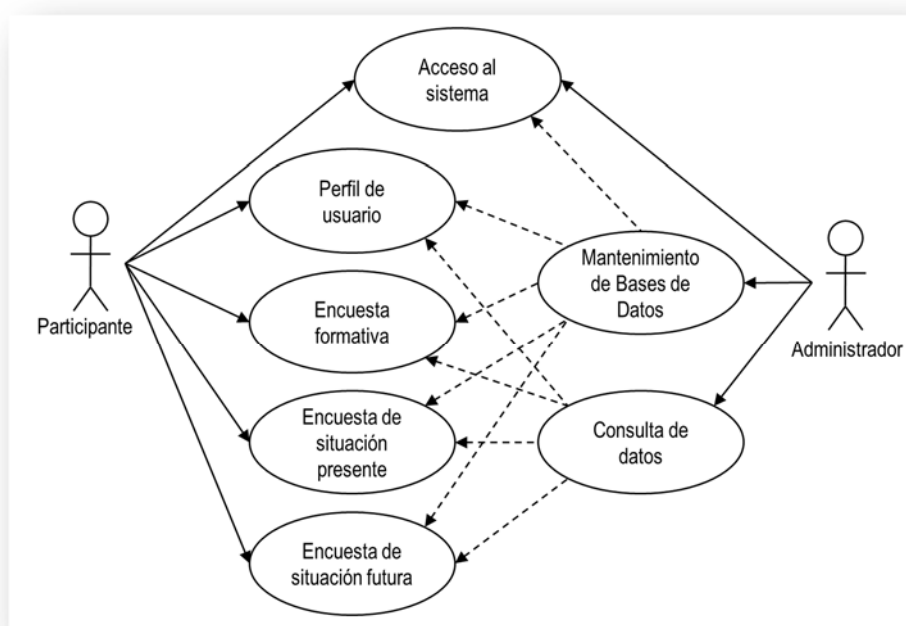 Acceso al
sistema
Perfil de
usuario
Participante
Encuesta
formativa
Encuesta de
situación
presente
Encuesta de
situación futura
Mantenimiento
de Bases de
Datos
Consulta de
datos
Administrador